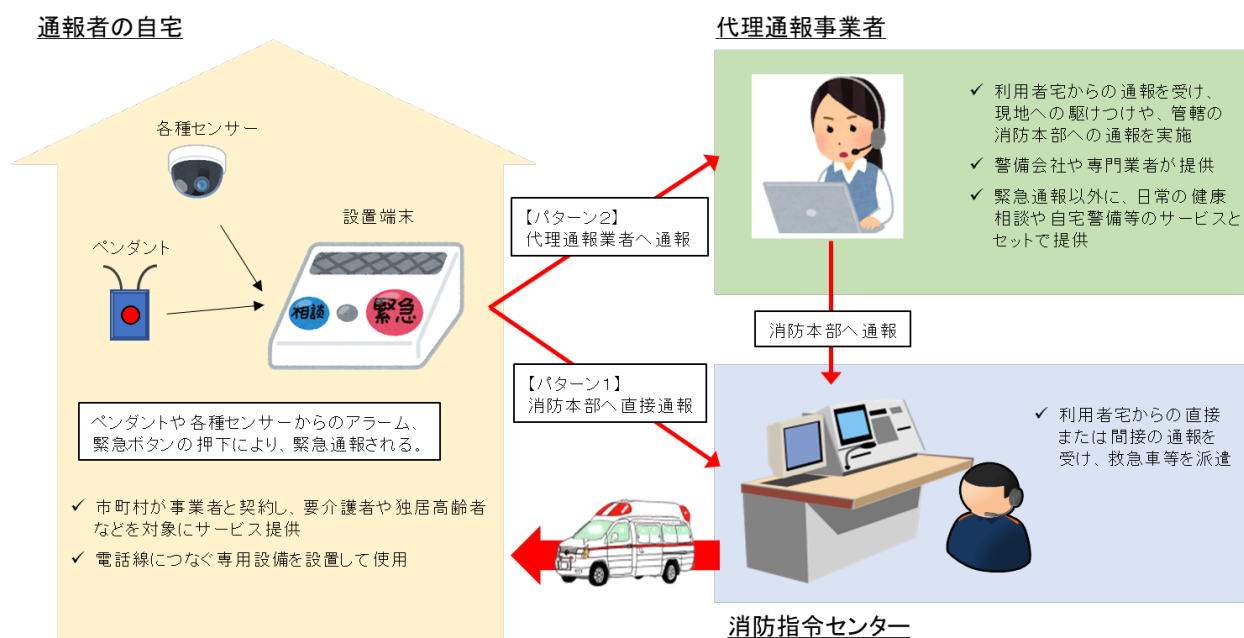 通報者の自宅
各種センサー
設置端末
ペンダント
相談
緊急
ペンダントや各種センサーからのアラーム、
緊急ボタンの押下により、緊急通報される。
✓ 市町村が事業者と契約し、要介護者や独居高齢者
などを対象にサービス提供
✓ 電話線につなぐ専用設備を設置して使用
【パターン2】
代理通報業者へ通報
【パターン1】
消防本部へ直接通報
代理通報事業者
✓ 利用者宅からの通報を受け、
現地への駆けつけや、管轄の
消防本部への通報を実施
✓ 警備会社や専門業者が提供
✓ 緊急通報以外に、日常の健康
相談や自宅警備等のサービスと
セットで提供
消防本部へ通報
✓ 利用者宅からの直接
または間接の通報を
受け、救急車等を派遣
消防指令センター